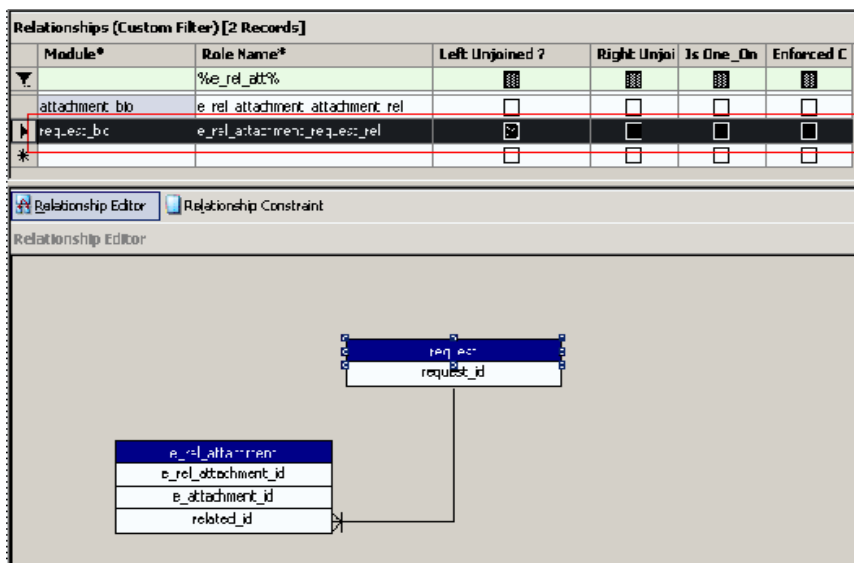 Relationships (Custom Filter) [2 Records]
Module* Role Name* Left Unjoined ? Right Unjoi Is One_On Enforced C
%e_rel_att%
attachment_blo e_rel_attachment_attachment_rel
e_rel_attachment_request_rel
Relationship Editor Relationship Constraint
Relationship Editor
request
request_id
e_rel_attachment
e_rel_attachment_id
e_attachment_id
related_id